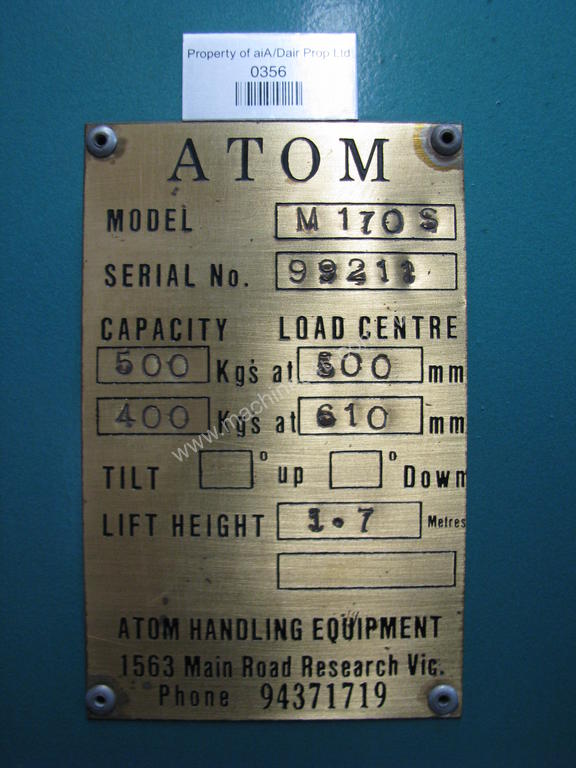 Property of aiA/Dair Prop Ltd
0356
ATOM
MODEL M170S
SERIAL No. 99211
CAPACITY LOAD CENTRE
500 Kgs at 500 mm
400 Kgs at 610 mm
TILT ° up ° Down
LIFT HEIGHT 1.7 Metres
ATOM HANDLING EQUIPMENT
1563 Main Road Research Vic.
Phone 94371719